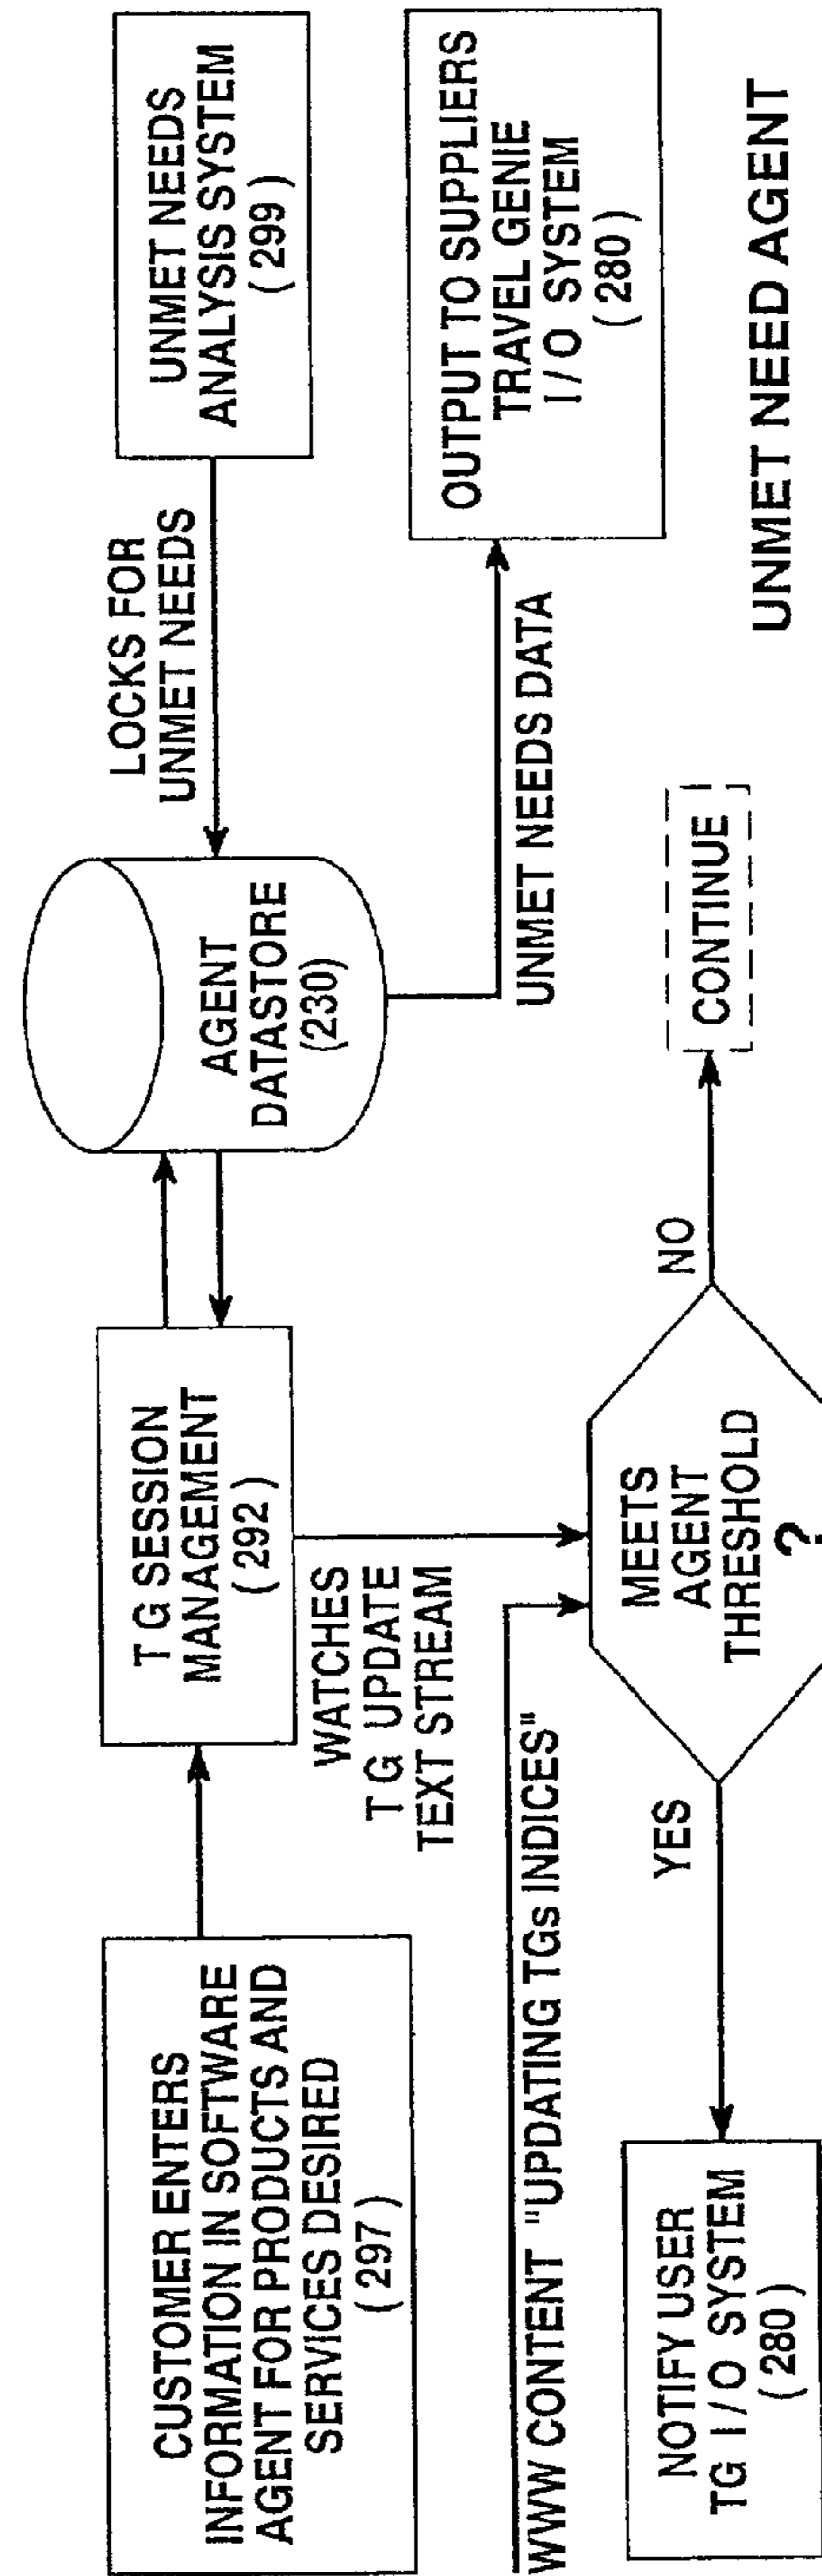 CUSTOMER ENTERS
INFORMATION IN SOFTWARE
AGENT FOR PRODUCTS AND
SERVICES DESIRED
( 297 )
T G SESSION
MANAGEMENT
( 292 )
AGENT
DATASTORE
(230)
LOCKS FOR
UNMET NEEDS
UNMET NEEDS
ANALYSIS SYSTEM
( 299 )
WATCHES
T G UPDATE
TEXT STREAM
UNMET NEEDS DATA
OUTPUT TO SUPPLIERS
TRAVEL GENIE
I / O SYSTEM
( 280 )
WWW CONTENT "UPDATING TGs INDICES"
MEETS
AGENT
THRESHOLD
?
YES
NO
NOTIFY USER
TG I / O SYSTEM
( 280 )
CONTINUE
UNMET NEED AGENT